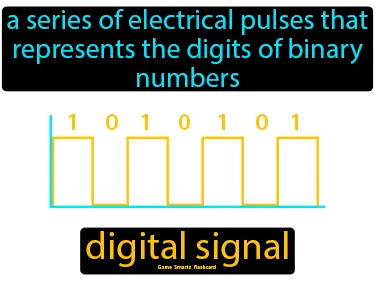 a series of electrical pulses that
represents the digits of binary
numbers
1 0 1 0 1 0 1
digital signal
Game Smartz flashcard